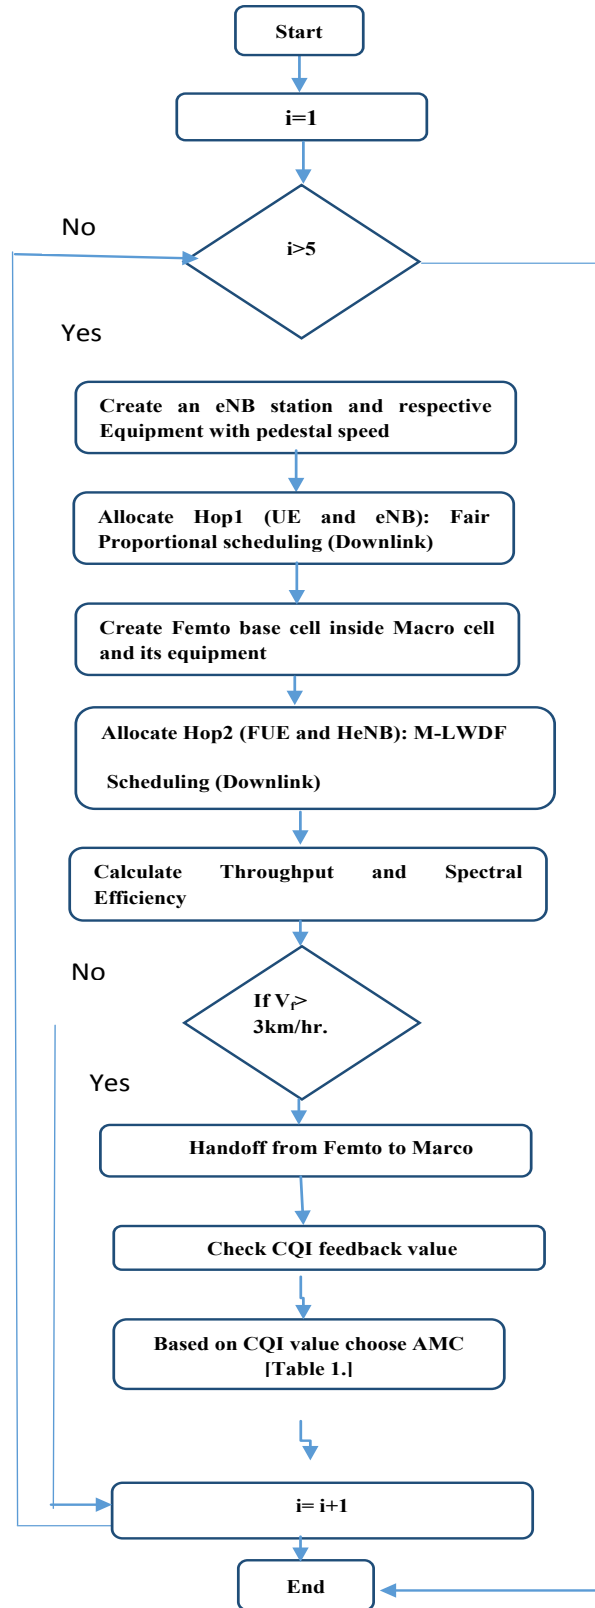 Start
i=1
No
i>5
Yes
Create an eNB station and respective
Equipment with pedestal speed
Allocate Hop1 (UE and eNB): Fair
Proportional scheduling (Downlink)
Create Femto base cell inside Macro cell
and its equipment
Allocate Hop2 (FUE and HeNB): M-LWDF
Scheduling (Downlink)
Calculate Throughput and Spectral
Efficiency
No
If Vf>
3km/hr.
Yes
Handoff from Femto to Marco
Check CQI feedback value
Based on CQI value choose AMC
[Table 1.]
i= i+1
End